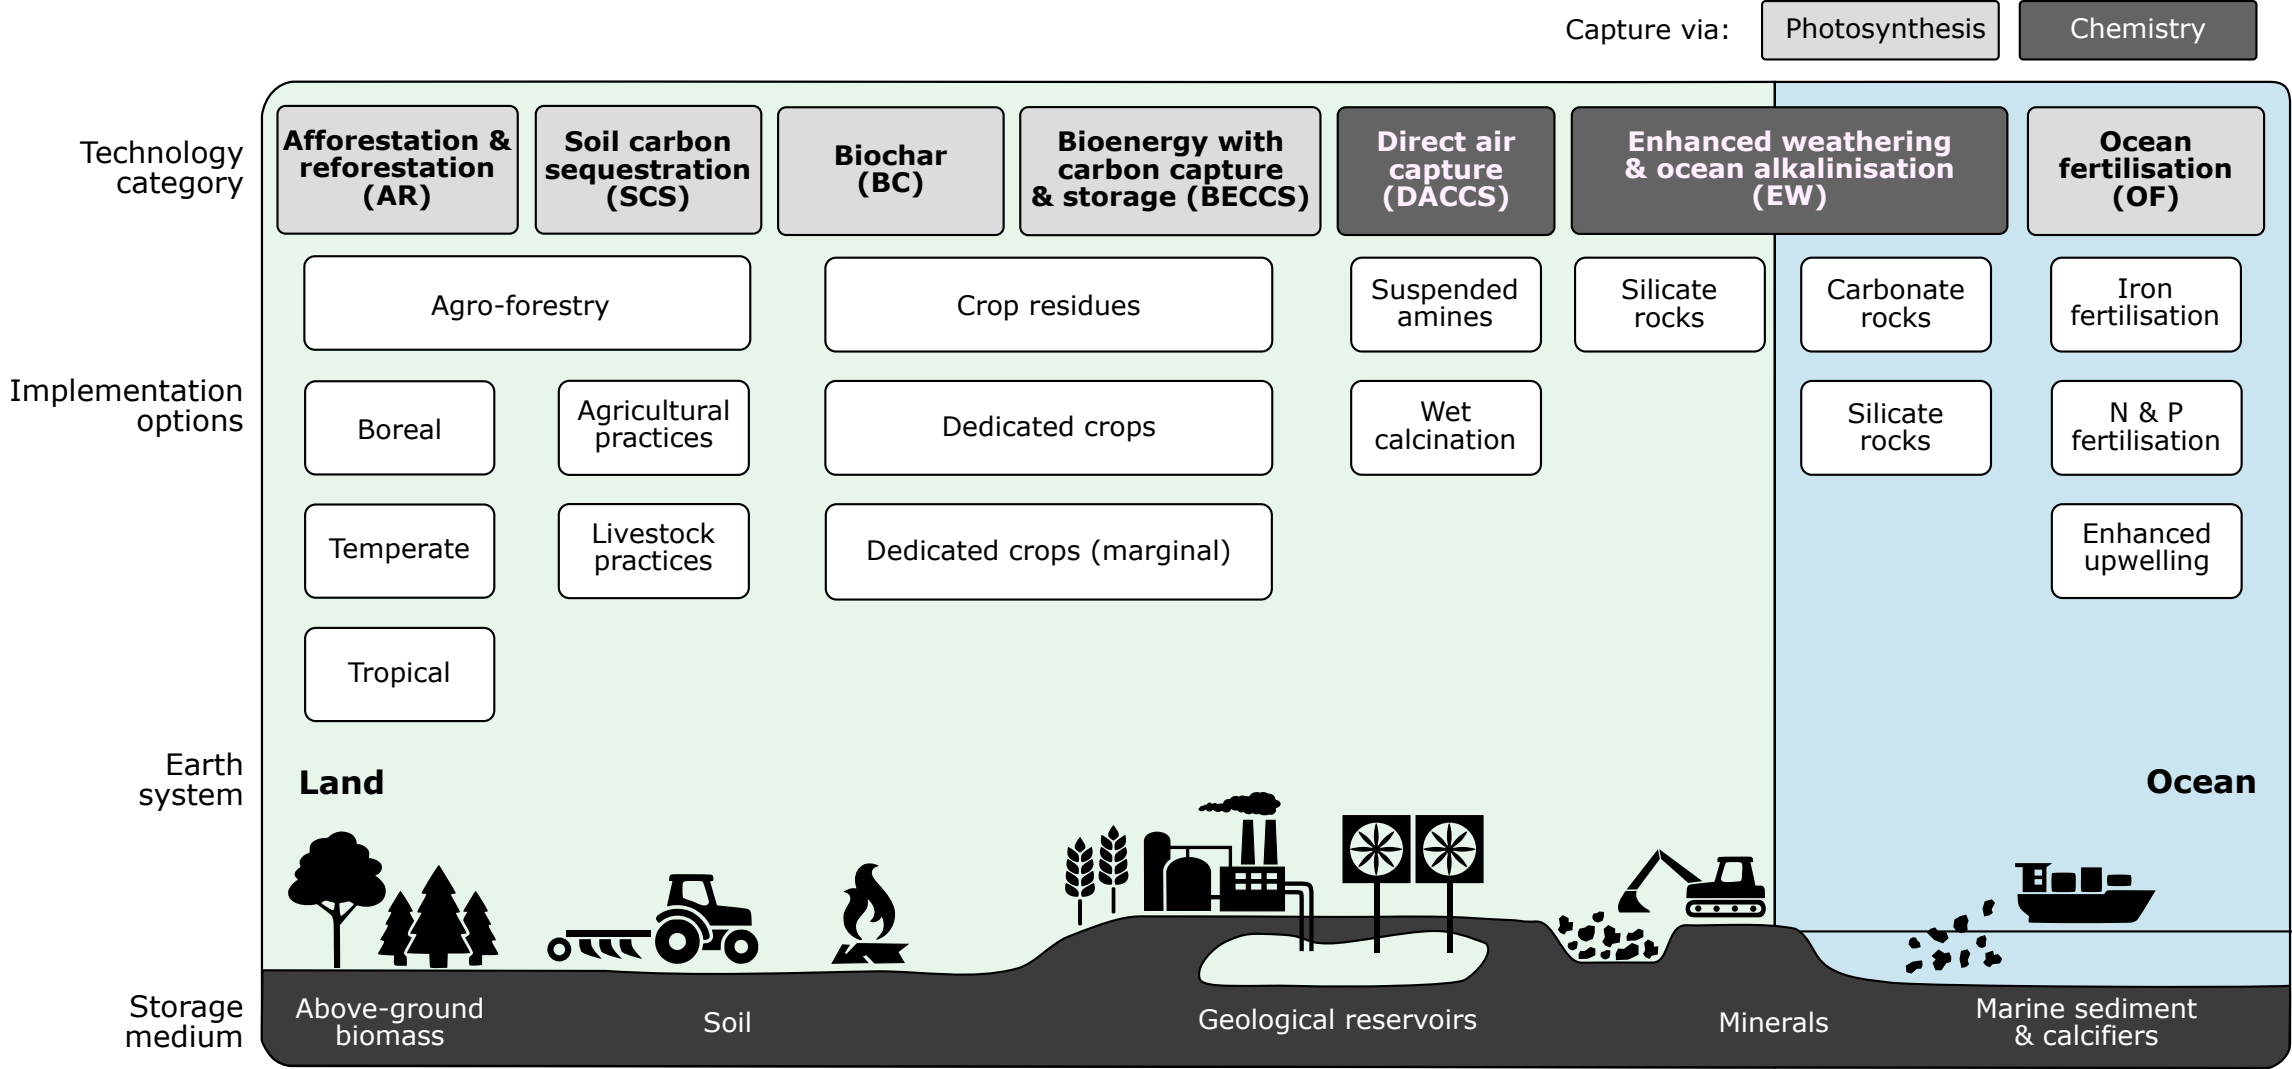 Capture via:
Photosynthesis
Chemistry
Technology
category
Afforestation &
reforestation
(AR)
Soil carbon
sequestration
(SCS)
Biochar
(BC)
Bioenergy with
carbon capture
& storage (BECCS)
Direct air
capture
(DACCS)
Enhanced weathering
& ocean alkalinisation
(EW)
Ocean
fertilisation
(OF)
Implementation
options
Agro-forestry
Crop residues
Suspended
amines
Silicate
rocks
Carbonate
rocks
Iron
fertilisation
Boreal
Agricultural
practices
Dedicated crops
Wet
calcination
Silicate
rocks
N & P
fertilisation
Temperate
Livestock
practices
Dedicated crops (marginal)
Enhanced
upwelling
Tropical
Earth
system
Land
Ocean
Storage
medium
Above-ground
biomass
Soil
Geological reservoirs
Minerals
Marine sediment
& calcifiers